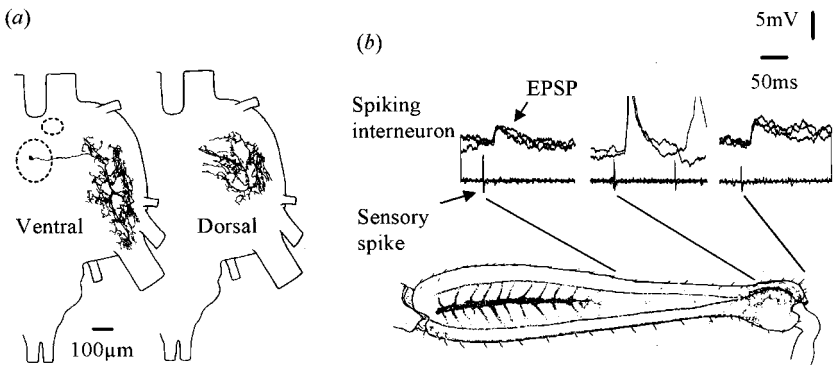 (a)
Ventral
Dorsal
100µm
(b)
5mV
50ms
EPSP
Spiking
interneuron
Sensory
spike